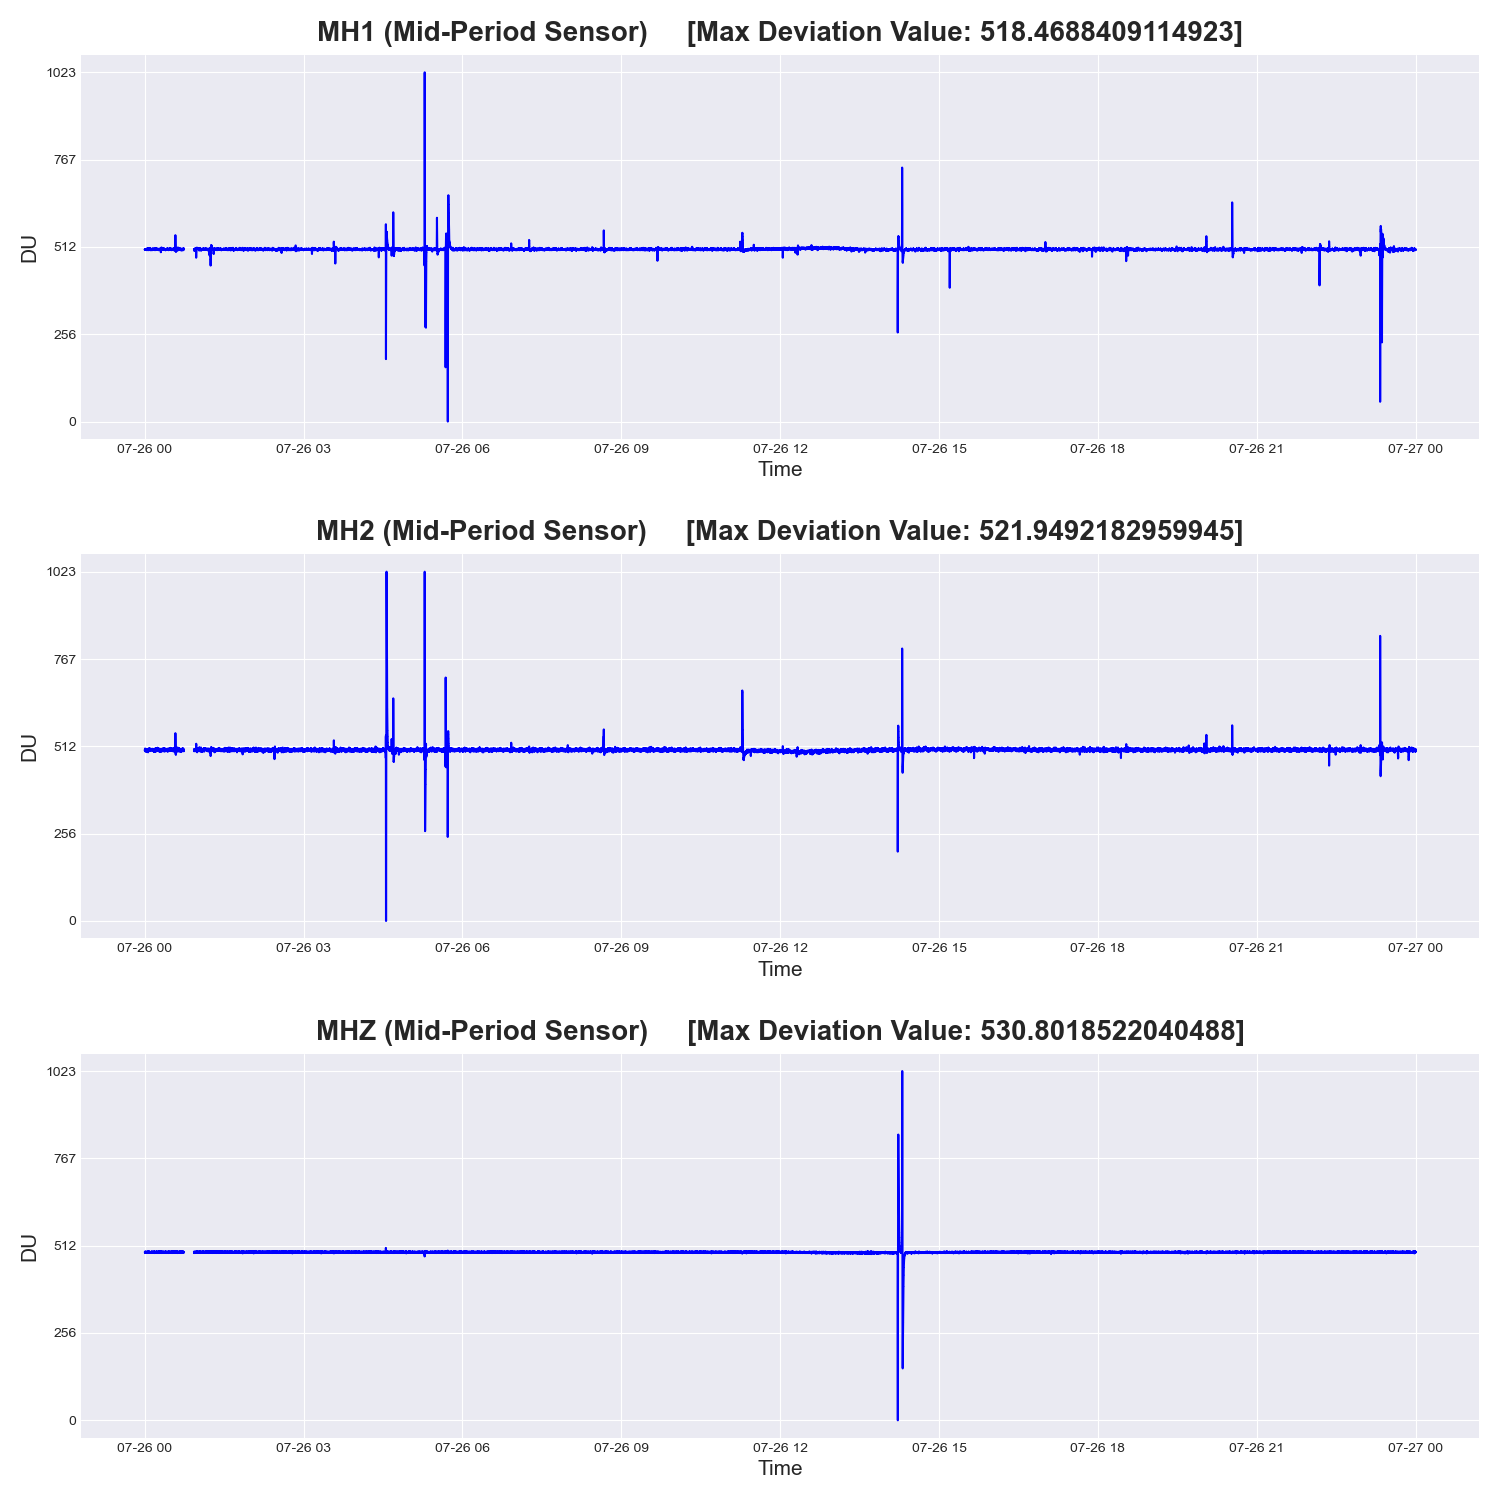 MH1 (Mid-Period Sensor) [Max Deviation Value: 518.4688409114923]
1023
767
512
256
0
DU
07-26 00 07-26 03 07-26 06 07-26 09 07-26 12 07-26 15 07-26 18 07-26 21 07-27 00
Time
MH2 (Mid-Period Sensor) [Max Deviation Value: 521.9492182959945]
1023
767
512
256
0
DU
07-26 00 07-26 03 07-26 06 07-26 09 07-26 12 07-26 15 07-26 18 07-26 21 07-27 00
Time
MHZ (Mid-Period Sensor) [Max Deviation Value: 530.8018522040488]
1023
767
512
256
0
DU
07-26 00 07-26 03 07-26 06 07-26 09 07-26 12 07-26 15 07-26 18 07-26 21 07-27 00
Time